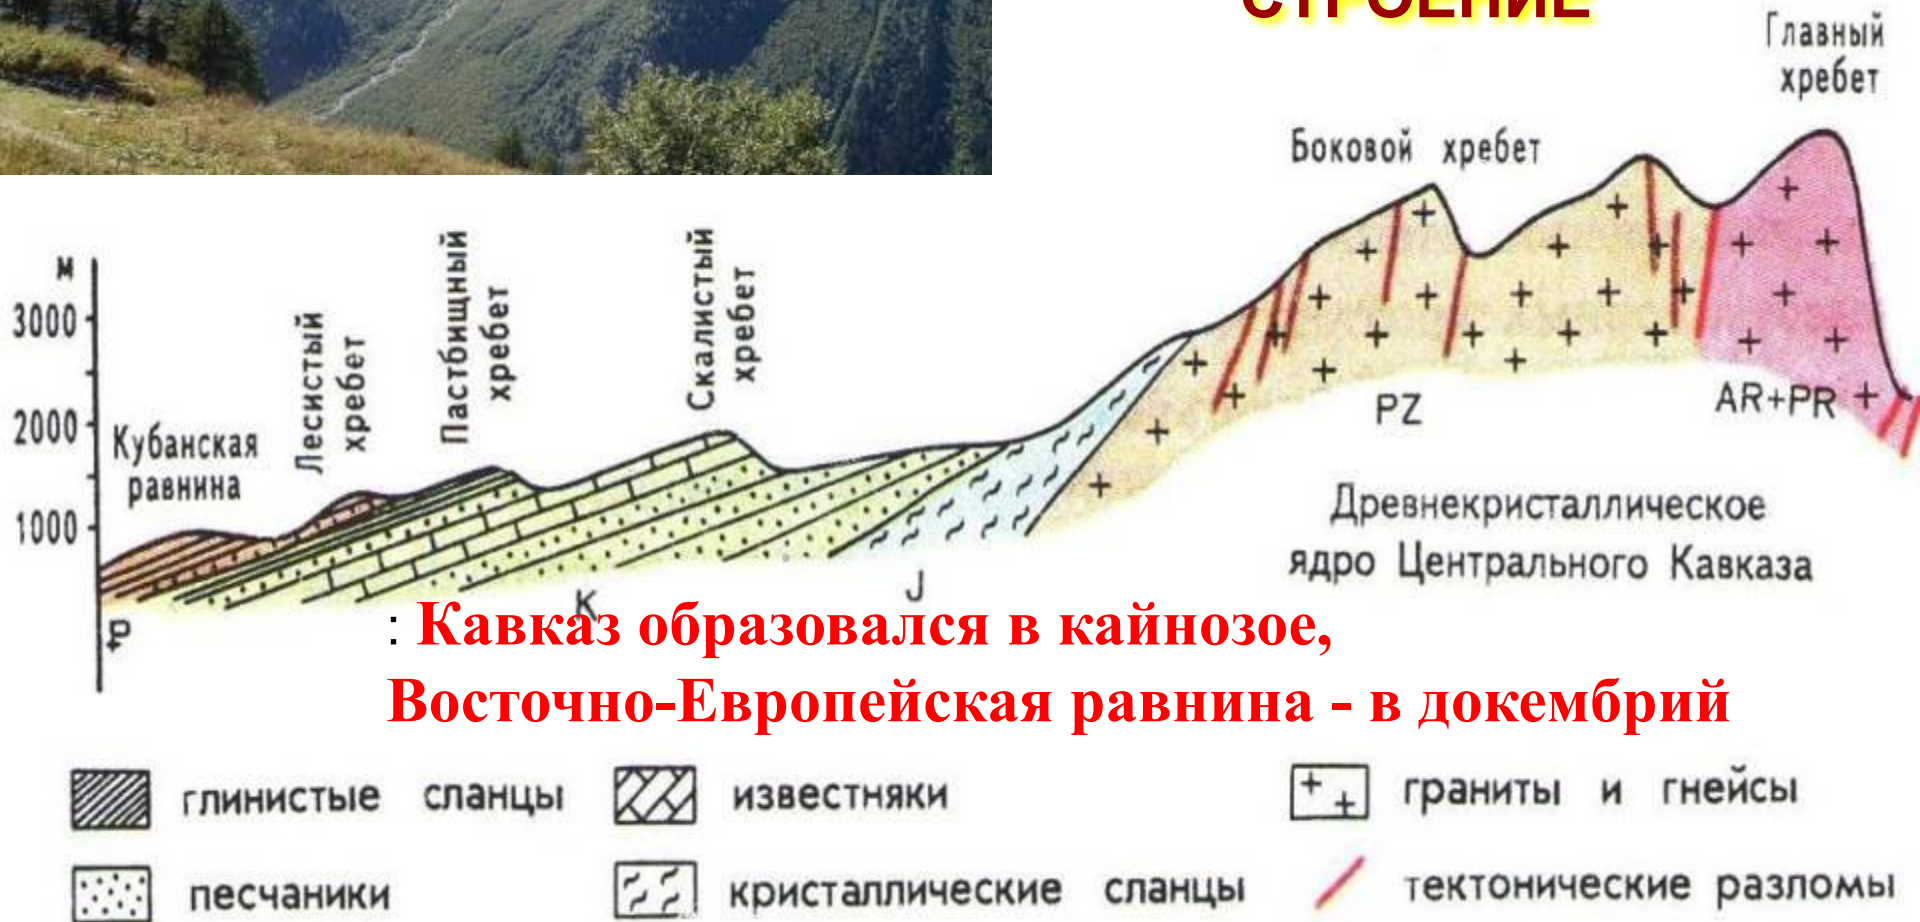 СТРОЕНИЕ
Главный
хребет
Боковой хребет
м
3000
2000
1000
Кубанская
равнина
Лесистый
хребет
Пастбищный
хребет
Скалистый
хребет
PZ
AR+PR
Древнекристаллическое
ядро Центрального Кавказа
K
J
₽
: Кавказ образовался в кайнозое,
Восточно-Европейская равнина - в докембрий
глинистые сланцы
известняки
граниты и гнейсы
песчаники
кристаллические сланцы
тектонические разломы